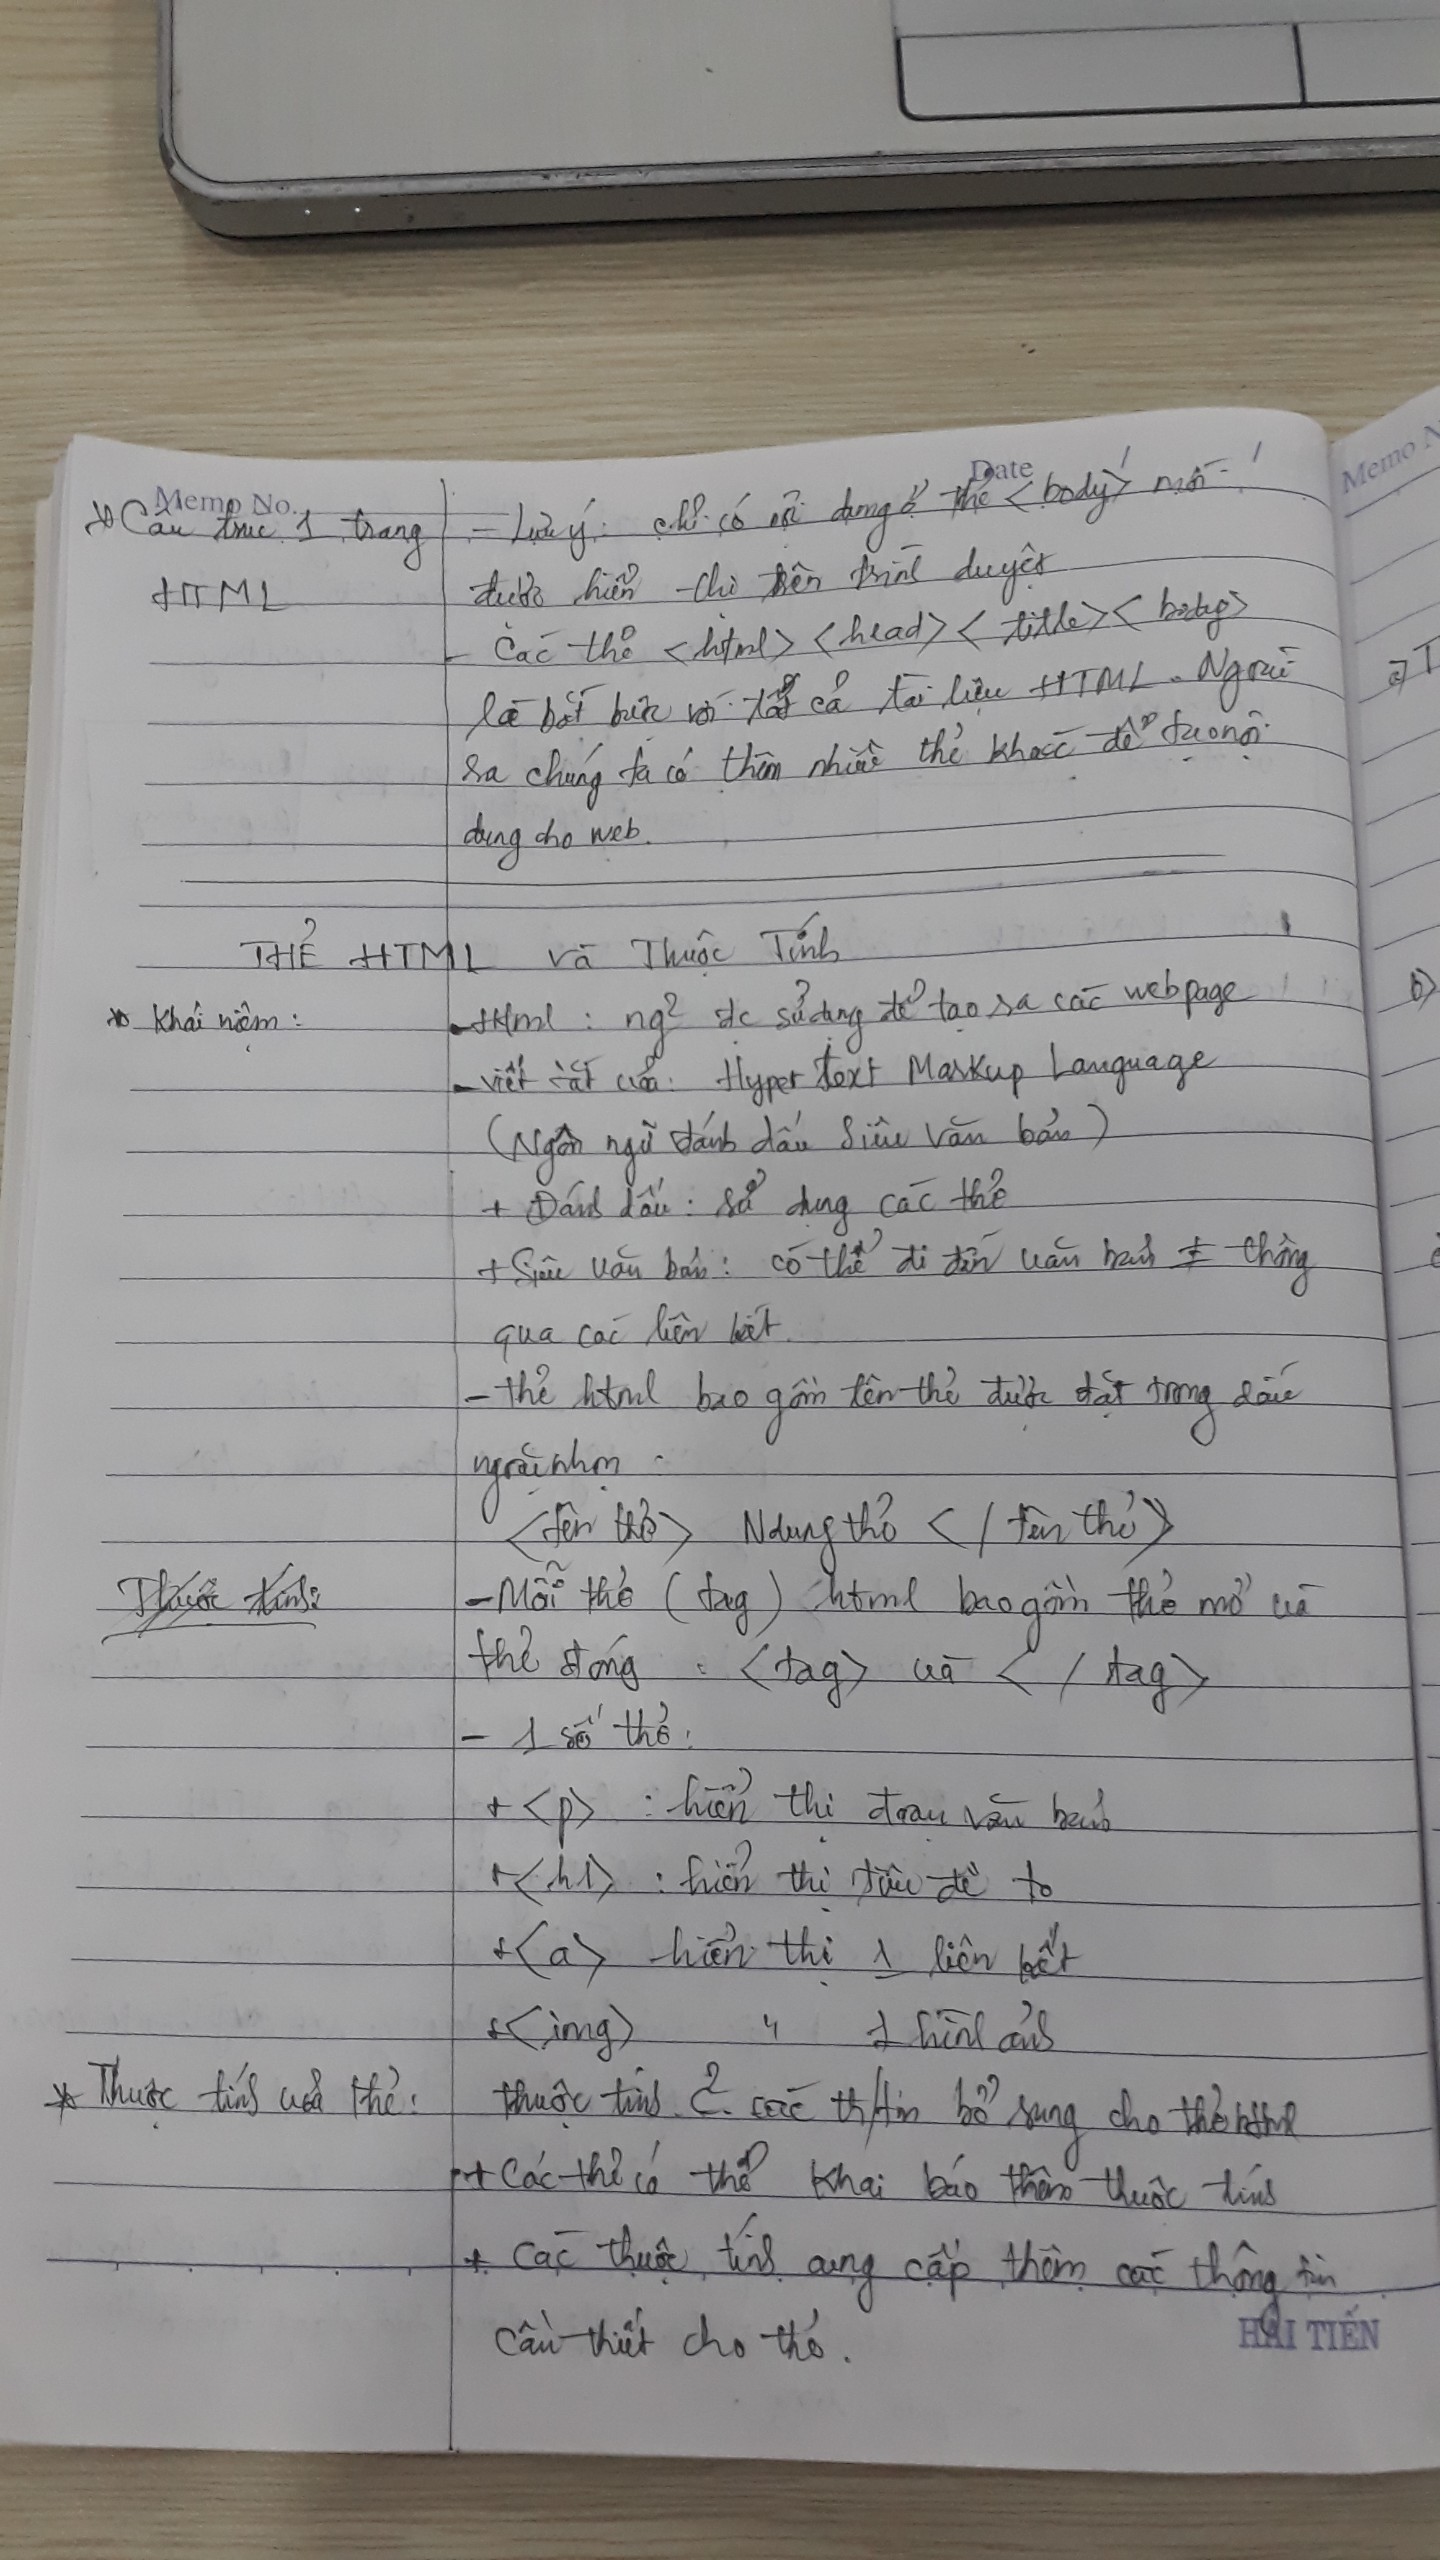 Memo No.
Date
Memo N
* Cấu trúc 1 trang
HTML
- Lưu ý: chỉ có nội dung ở thẻ <body> mới
được hiển thị trên trình duyệt
- Các thẻ <html> <head> <title> <body>
là bắt buộc với tất cả tài liệu HTML. Ngoài
ra chúng ta có thêm nhiều thẻ khác để tạo nội
dung cho web.
THẺ HTML và Thuộc Tính
* Khái niệm:
- Html: ng² đc sử dụng để tạo ra các webpage
- viết tắt của: Hyper text Markup Language
(Ngôn ngữ đánh dấu siêu văn bản)
+ Đánh dấu: sử dụng các thẻ
+ Siêu văn bản: có thể đi đến văn bản ≠ thông
qua các liên kết.
- thẻ html bao gồm tên thẻ được đặt trong dấu
ngoặc nhọn:
<tên thẻ> Ndung thẻ </tên thẻ>
Thuộc tính:
- Mỗi thẻ (tag) html bao gồm thẻ mở và
thẻ đóng: <tag> và </tag>
- 1 số thẻ:
+ <p> : hiển thị đoạn văn bản
+ <h1> : hiển thị tiêu đề to
+ <a> hiển thị 1 liên kết
+ <img> " 1 hình ảnh
* Thuộc tính của thẻ:
thuộc tính các th/tin bổ sung cho thẻ html
+ Các thẻ có thể khai báo thêm thuộc tính
+ Các thuộc tính cung cấp thêm các thông tin
cần thiết cho thẻ.
HẢI TIẾN
a) T
b)